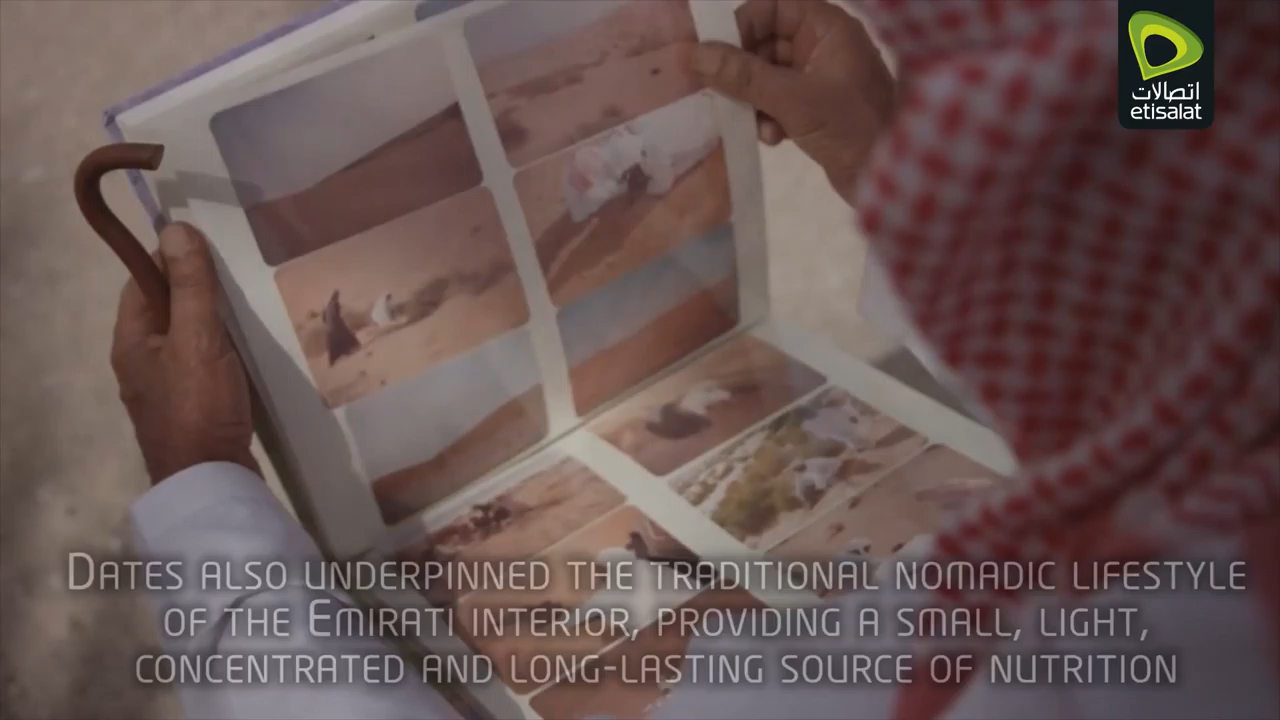 اتصالات
etisalat
DATES ALSO UNDERPINNED THE TRADITIONAL NOMADIC LIFESTYLE
OF THE EMIRATI INTERIOR, PROVIDING A SMALL, LIGHT,
CONCENTRATED AND LONG-LASTING SOURCE OF NUTRITION